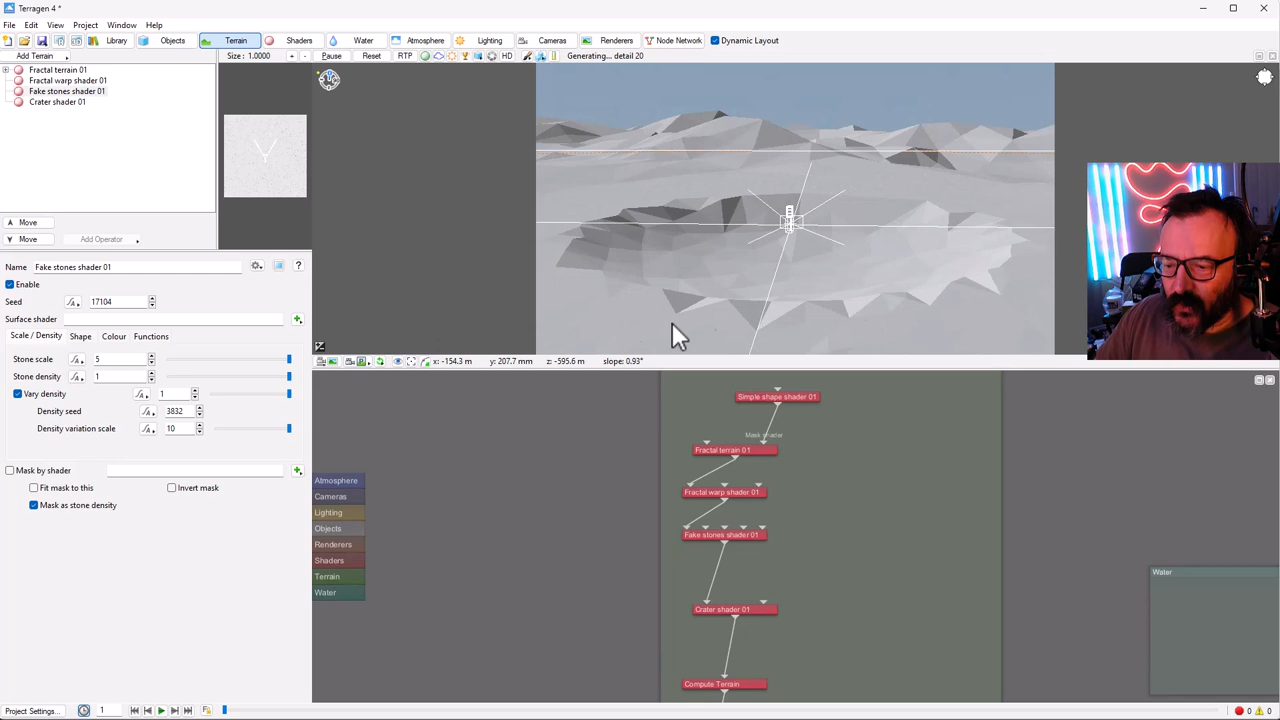 Terragen 4 *
File Edit View Project Window Help
Library Objects Terrain Shaders Water Atmosphere Lighting Cameras Renderers Node Network Dynamic Layout
Add Terrain Size : 1.0000 + - Pause Reset RTP HD Generating... detail 20
Fractal terrain 01
Fractal warp shader 01
Fake stones shader 01
Crater shader 01
Move
Move Add Operator
Name Fake stones shader 01
Enable
Seed 17104
Surface shader
Scale / Density Shape Colour Functions
Stone scale 5
Stone density 1
Vary density 1
Density seed 3832
Density variation scale 10
Mask by shader
Fit mask to this Invert mask
Mask as stone density
x: -154.3 m y: 207.7 mm z: -595.6 m slope: 0.93°
Simple shape shader 01
Mask shader
Fractal terrain 01
Fractal warp shader 01
Fake stones shader 01
Crater shader 01
Compute Terrain
Atmosphere
Cameras
Lighting
Objects
Renderers
Shaders
Terrain
Water
Water
Project Settings... 1 0 0